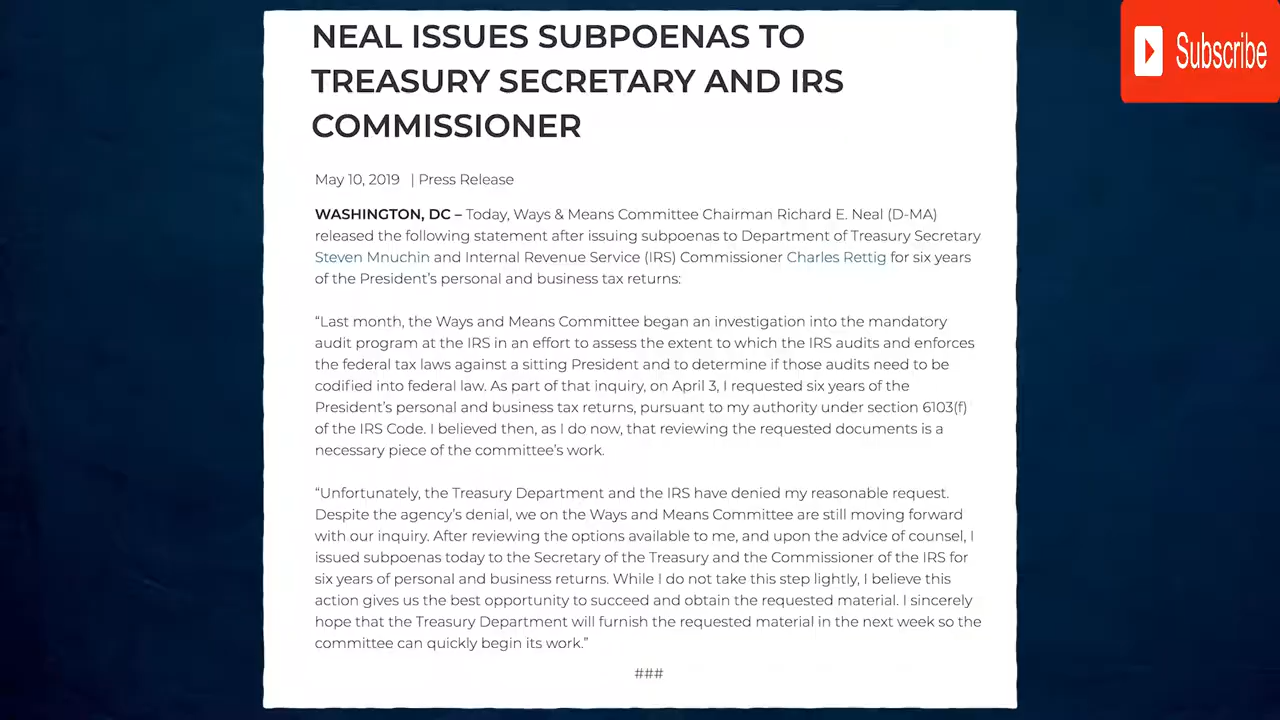 NEAL ISSUES SUBPOENAS TO
TREASURY SECRETARY AND IRS
COMMISSIONER
Subscribe
May 10, 2019 | Press Release
WASHINGTON, DC – Today, Ways & Means Committee Chairman Richard E. Neal (D-MA)
released the following statement after issuing subpoenas to Department of Treasury Secretary
Steven Mnuchin and Internal Revenue Service (IRS) Commissioner Charles Rettig for six years
of the President’s personal and business tax returns:
“Last month, the Ways and Means Committee began an investigation into the mandatory
audit program at the IRS in an effort to assess the extent to which the IRS audits and enforces
the federal tax laws against a sitting President and to determine if those audits need to be
codified into federal law. As part of that inquiry, on April 3, I requested six years of the
President’s personal and business tax returns, pursuant to my authority under section 6103(f)
of the IRS Code. I believed then, as I do now, that reviewing the requested documents is a
necessary piece of the committee’s work.
“Unfortunately, the Treasury Department and the IRS have denied my reasonable request.
Despite the agency’s denial, we on the Ways and Means Committee are still moving forward
with our inquiry. After reviewing the options available to me, and upon the advice of counsel, I
issued subpoenas today to the Secretary of the Treasury and the Commissioner of the IRS for
six years of personal and business returns. While I do not take this step lightly, I believe this
action gives us the best opportunity to succeed and obtain the requested material. I sincerely
hope that the Treasury Department will furnish the requested material in the next week so the
committee can quickly begin its work.”
###